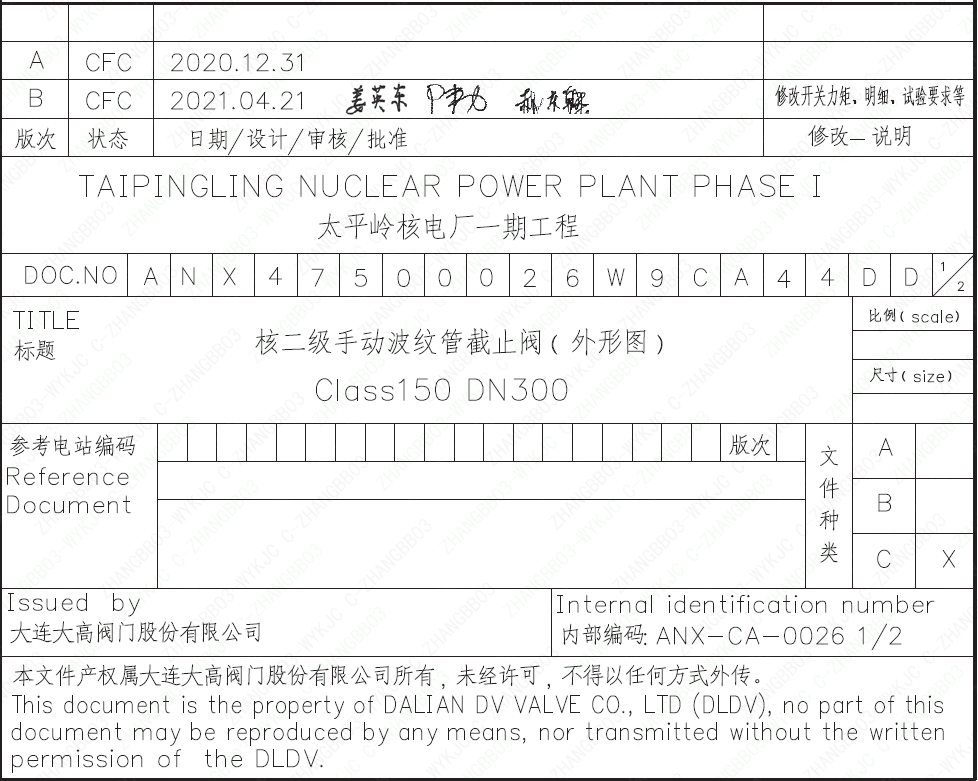 A CFC 2020.12.31
B CFC 2021.04.21 姜英东 修改开关力矩、明细、试验要求等
版次 状态 日期/设计/审核/批准 修改— 说明
TAIPINGLING NUCLEAR POWER PLANT PHASE I
太平岭核电厂一期工程
DOC.NO A N X 4 7 5 0 0 0 2 6 W 9 C A 4 4 D D 1/2
TITLE
标题
核二级手动波纹管截止阀( 外形图 )
Class150 DN300
比例( scale)
尺寸( size)
参考电站编码
Reference
Document
版次
文件种类
A
B
C X
Issued by
大连大高阀门股份有限公司
Internal identification number
内部编码: ANX-CA-0026 1/2
本文件产权属大连大高阀门股份有限公司所有，未经许可，不得以任何方式外传。
This document is the property of DALIAN DV VALVE CO., LTD (DLDV), no part of this
document may be reproduced by any means, nor transmitted without the written
permission of the DLDV.